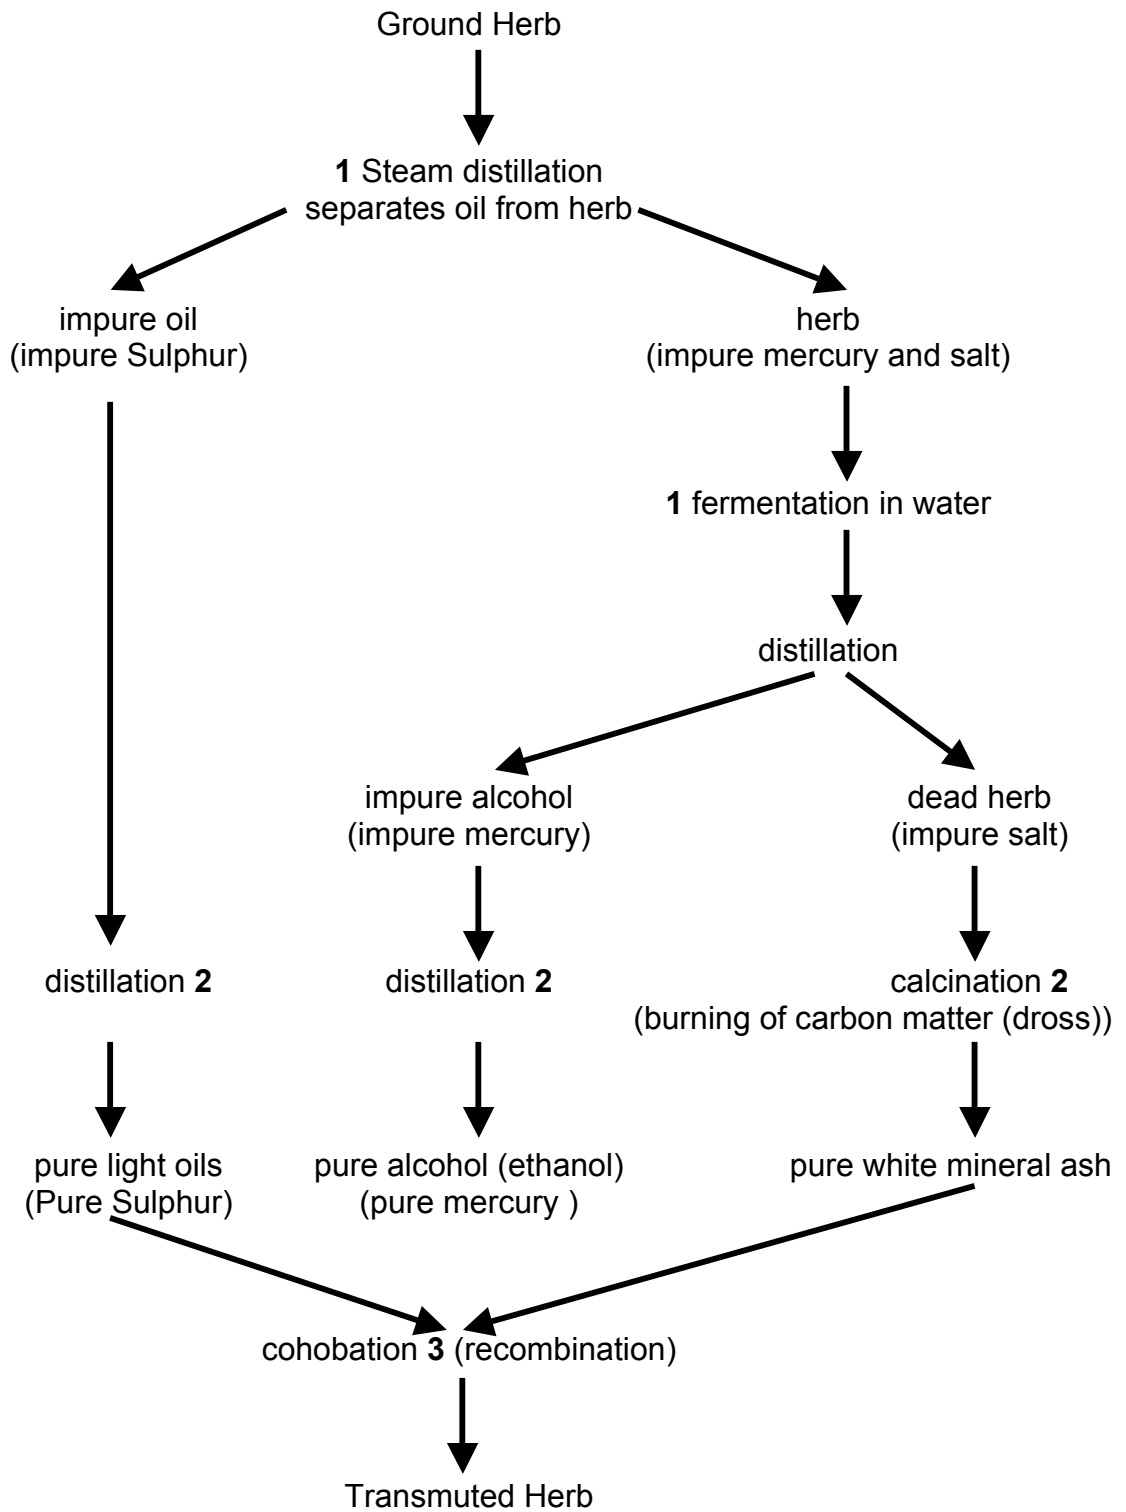 Ground Herb
1 Steam distillation
separates oil from herb
impure oil
(impure Sulphur)
herb
(impure mercury and salt)
1 fermentation in water
distillation
impure alcohol
(impure mercury)
dead herb
(impure salt)
distillation 2
distillation 2
calcination 2
(burning of carbon matter (dross))
pure light oils
(Pure Sulphur)
pure alcohol (ethanol)
(pure mercury )
pure white mineral ash
cohobation 3 (recombination)
Transmuted Herb